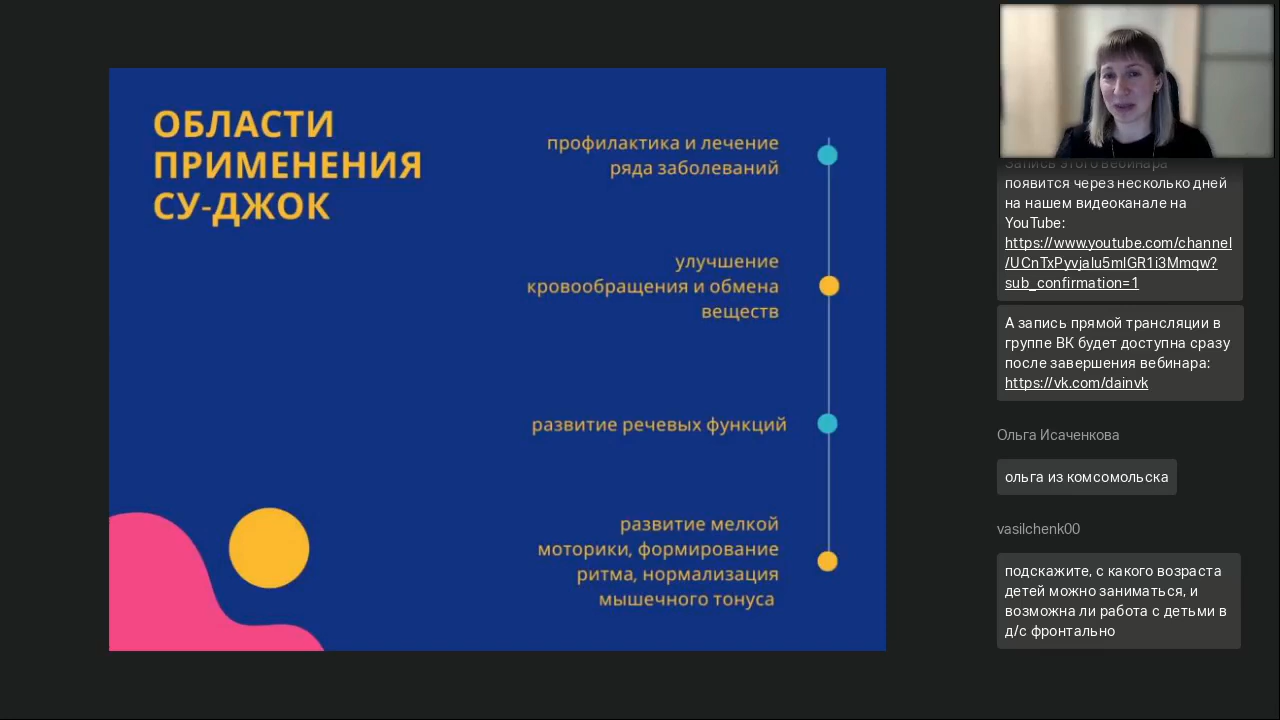 ОБЛАСТИ
ПРИМЕНЕНИЯ
СУ-ДЖОК
профилактика и лечение
ряда заболеваний
улучшение
кровообращения и обмена
веществ
развитие речевых функций
развитие мелкой
моторики, формирование
ритма, нормализация
мышечного тонуса
Запись этого вебинара
появится через несколько дней
на нашем видеоканале на
YouTube:
https://www.youtube.com/channel
/UCnTxPyvjalu5mlGR1i3Mmqw?
sub_confirmation=1
А запись прямой трансляции в
группе ВК будет доступна сразу
после завершения вебинара:
https://vk.com/dainvk
Ольга Исаченкова
ольга из комсомольска
vasilchenk00
подскажите, с какого возраста
детей можно заниматься, и
возможна ли работа с детьми в
д/с фронтально